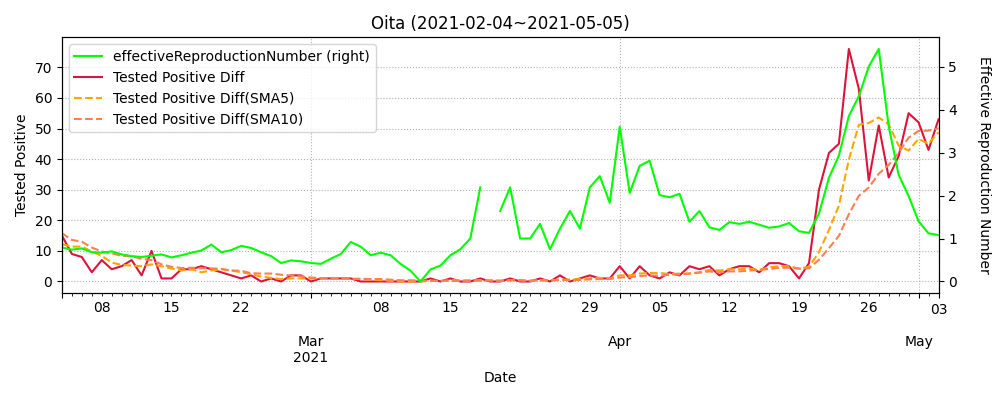 Oita (2021-02-04~2021-05-05)
effectiveReproductionNumber (right)
Tested Positive Diff
Tested Positive Diff(SMA5)
Tested Positive Diff(SMA10)
Tested Positive
70
60
50
40
30
20
10
0
5
4
3
2
1
0
Effective Reproduction Number
08 15 22 08 15 22 29 05 12 19 26 03
Mar Apr May
2021
Date